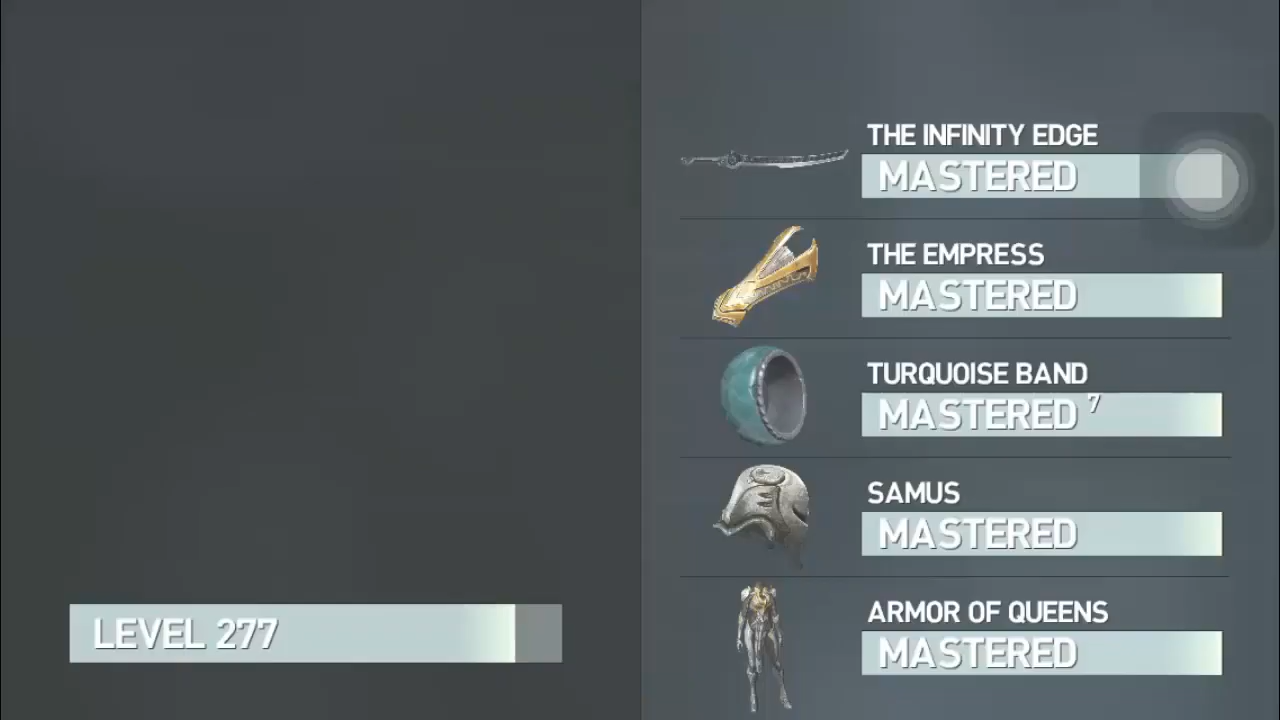 THE INFINITY EDGE
MASTERED
THE EMPRESS
MASTERED
TURQUOISE BAND
MASTERED 7
SAMUS
MASTERED
ARMOR OF QUEENS
MASTERED
LEVEL 277